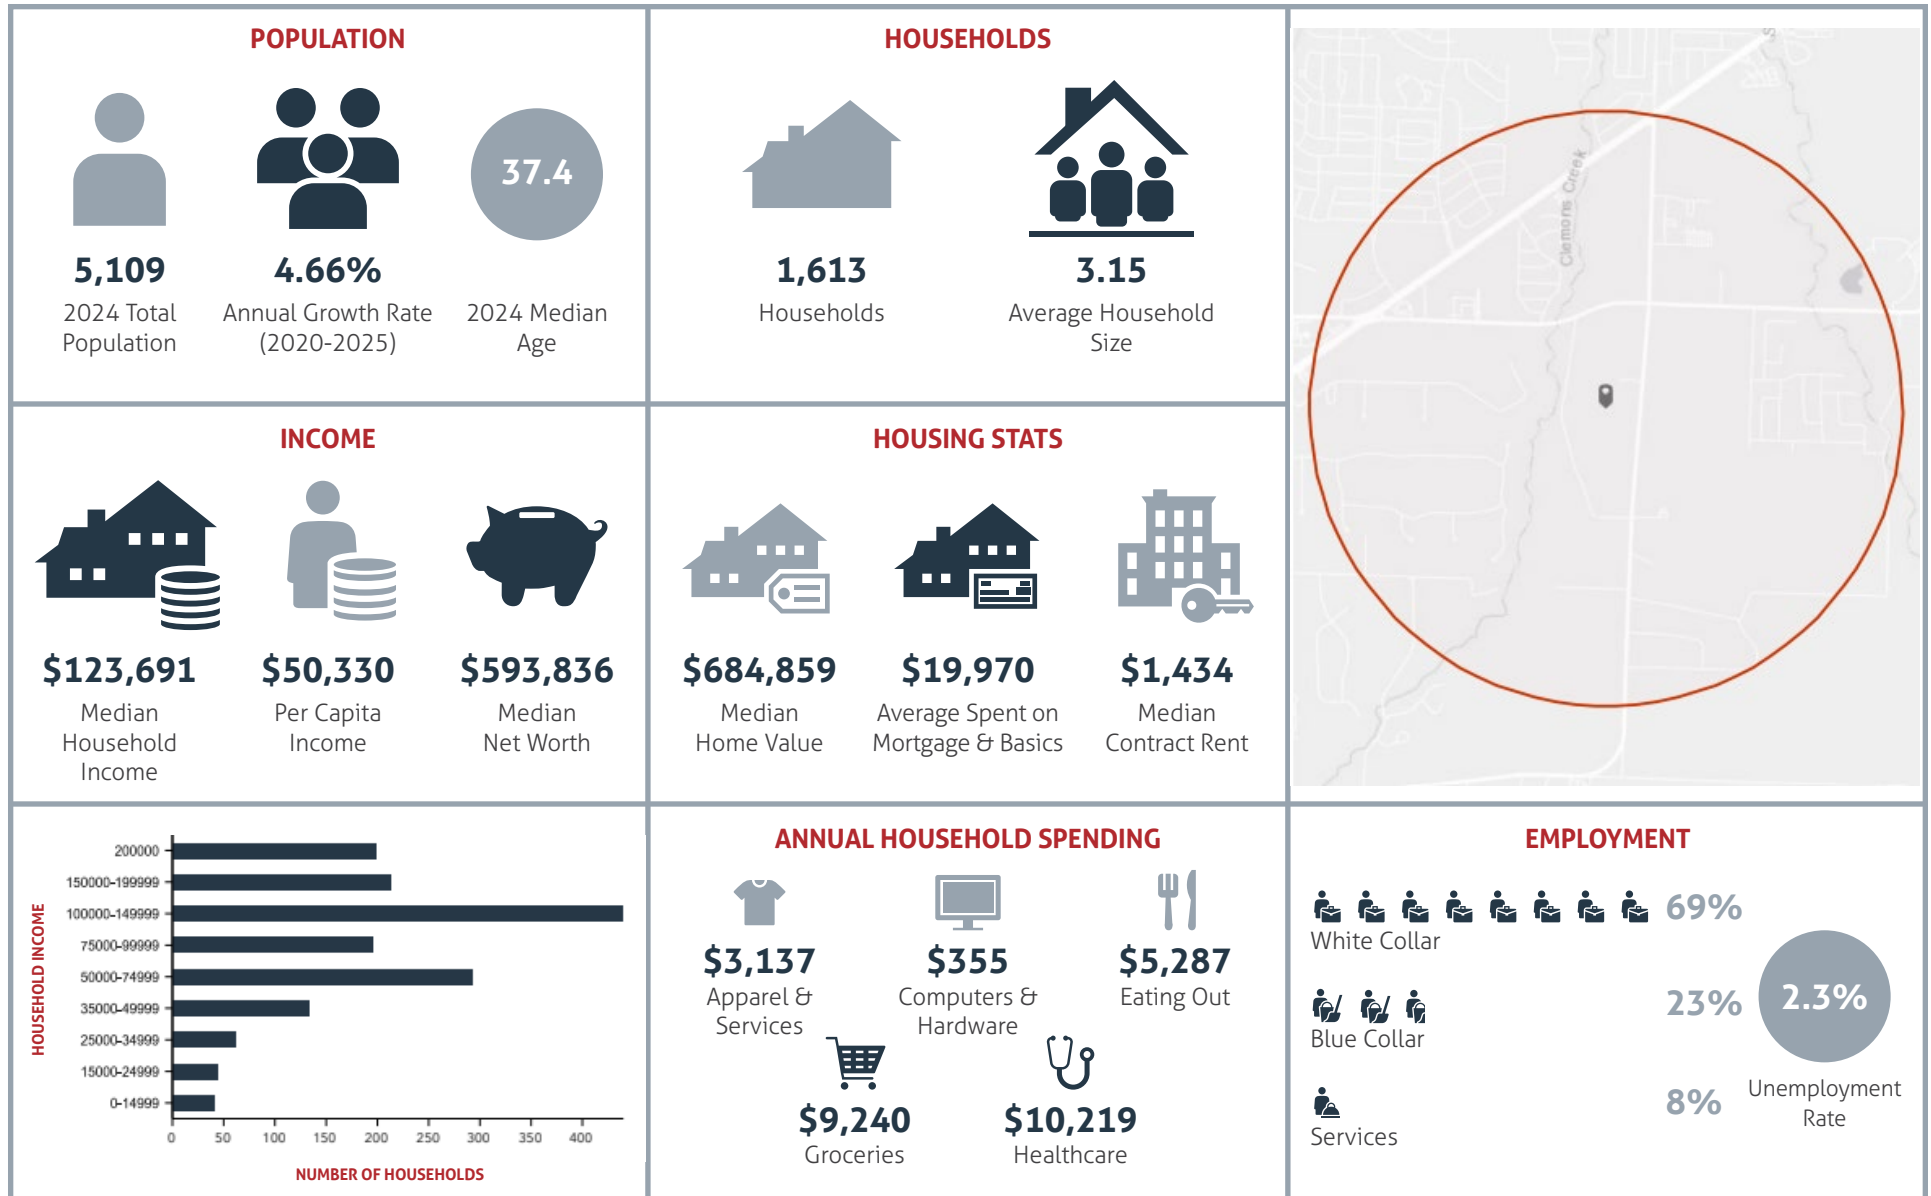 POPULATION
37.4
5,109
2024 Total
Population
4.66%
Annual Growth Rate
(2020-2025)
2024 Median
Age
HOUSEHOLDS
1,613
Households
3.15
Average Household
Size
Clemons Creek
INCOME
$123,691
Median
Household
Income
$50,330
Per Capita
Income
$593,836
Median
Net Worth
HOUSING STATS
$684,859
Median
Home Value
$19,970
Average Spent on
Mortgage & Basics
$1,434
Median
Contract Rent
HOUSEHOLD INCOME
200000
150000-199999
100000-149999
75000-99999
50000-74999
35000-49999
25000-34999
15000-24999
0-14999
0 50 100 150 200 250 300 350 400
NUMBER OF HOUSEHOLDS
ANNUAL HOUSEHOLD SPENDING
$3,137
Apparel &
Services
$355
Computers &
Hardware
$5,287
Eating Out
$9,240
Groceries
$10,219
Healthcare
EMPLOYMENT
69%
White Collar
23%
Blue Collar
8%
Services
2.3%
Unemployment
Rate